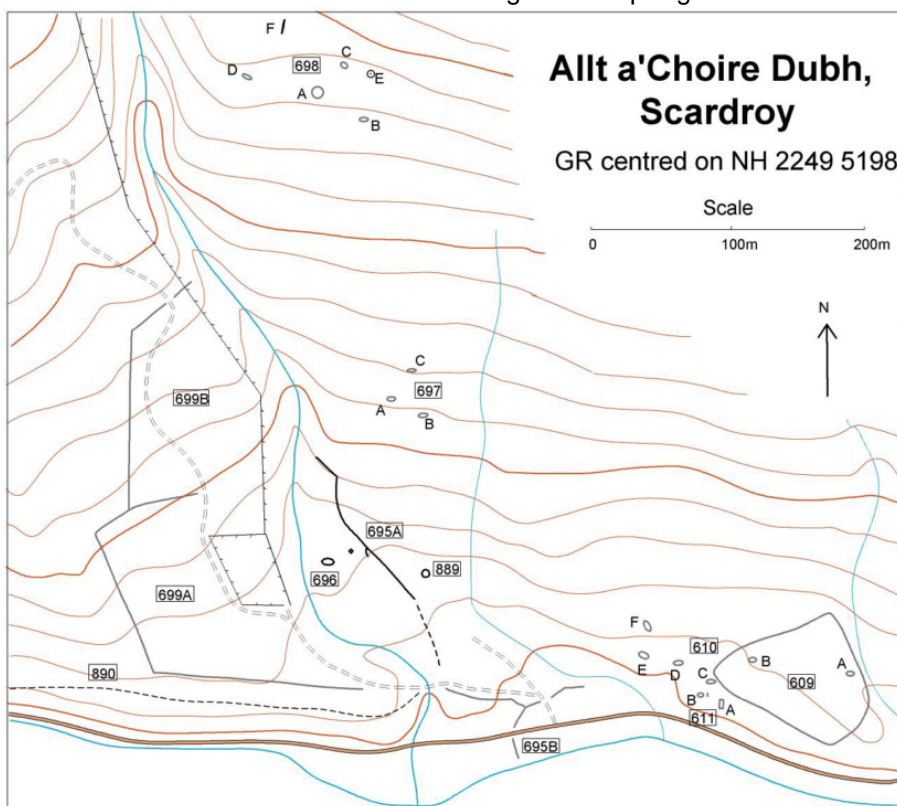 Allt a'Choire Dubh,
Scardroy
GR centred on NH 2249 5198
Scale
0 100m 200m
N
F
D
698
C
E
A
B
C
697
A
B
699B
695A
696
889
699A
890
F
610
E
D
C
B
A
B
A
609
611
695B